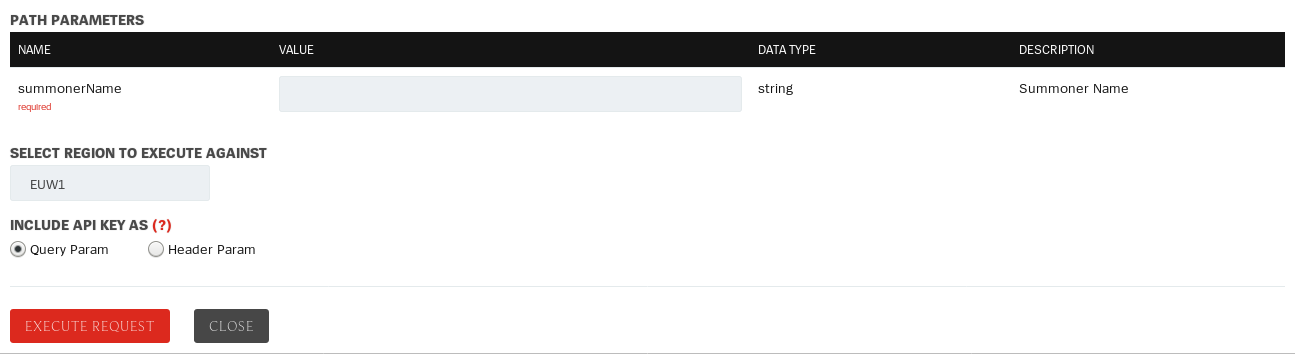 PATH PARAMETERS
NAME VALUE DATA TYPE DESCRIPTION
summonerName string Summoner Name
required
SELECT REGION TO EXECUTE AGAINST
EUW1
INCLUDE API KEY AS (?)
Query Param Header Param
EXECUTE REQUEST CLOSE